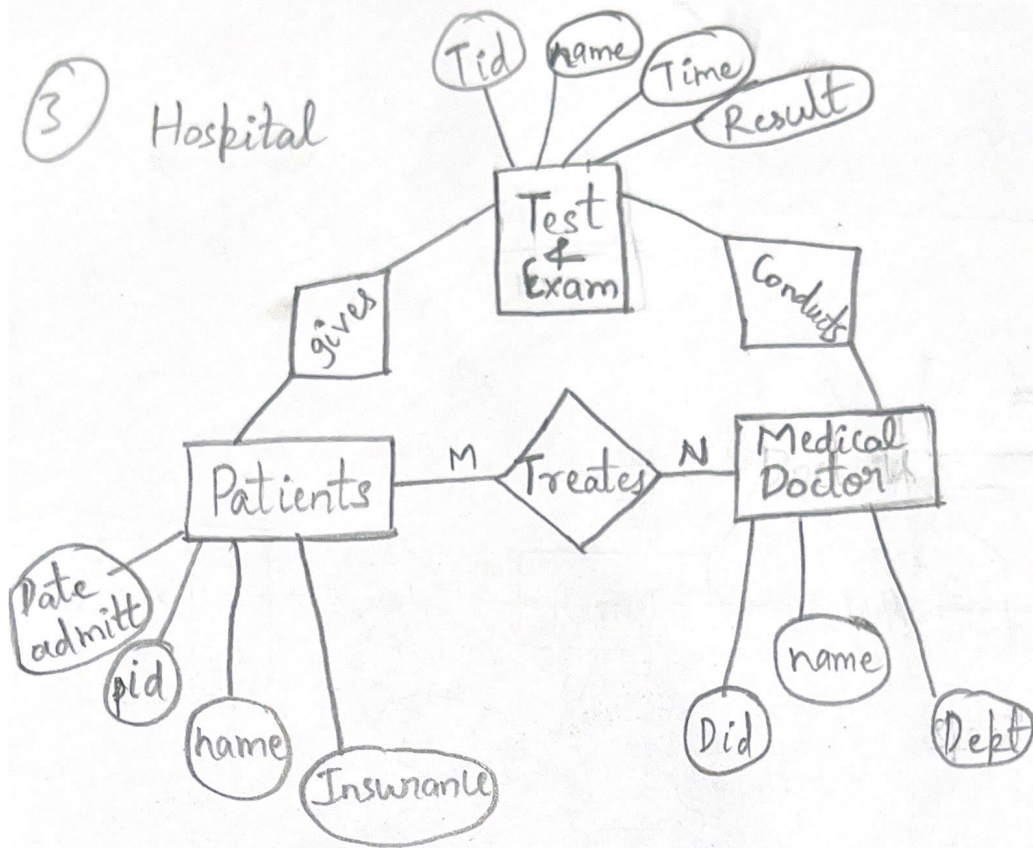 3
Hospital
Tid
name
Time
Result
Test
&
Exam
gives
Conducts
Patients
M
Treates
N
Medical
Doctor
Date
admitt
pid
name
Insurance
Did
name
Dept